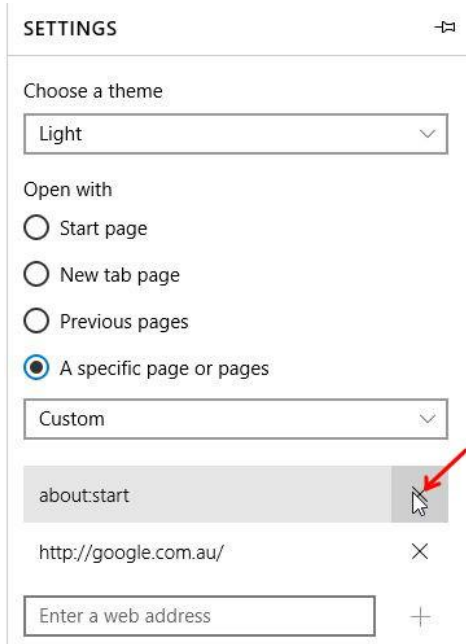 SETTINGS
Choose a theme
Light
Open with
Start page
New tab page
Previous pages
A specific page or pages
Custom
about:start
http://google.com.au/
Enter a web address